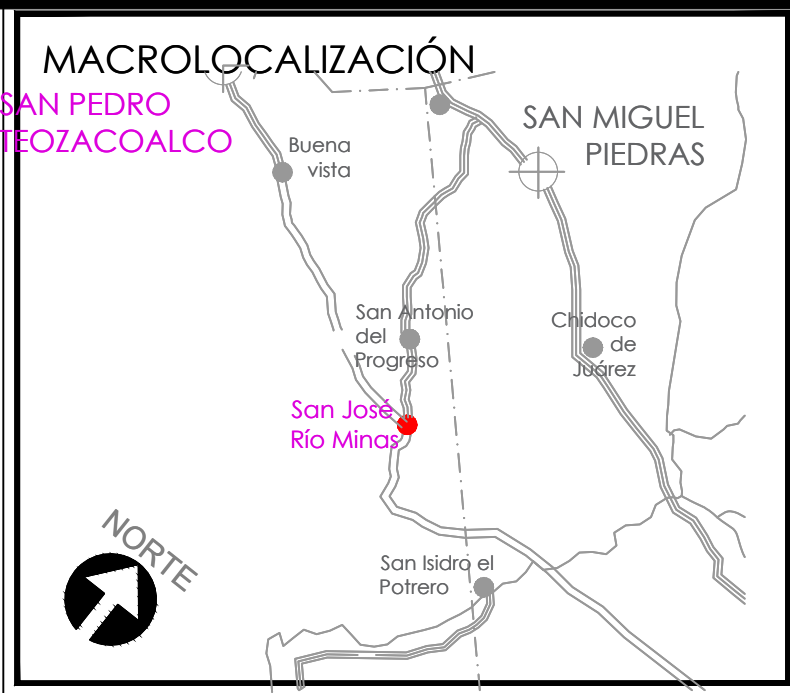 MACROLOCALIZACIÓN
SAN PEDRO
TEOZACOALCO
SAN MIGUEL
PIEDRAS
Buena
vista
San Antonio
del
Progreso
Chidoco
de
Juárez
San José
Río Minas
NORTE
San Isidro el
Potrero